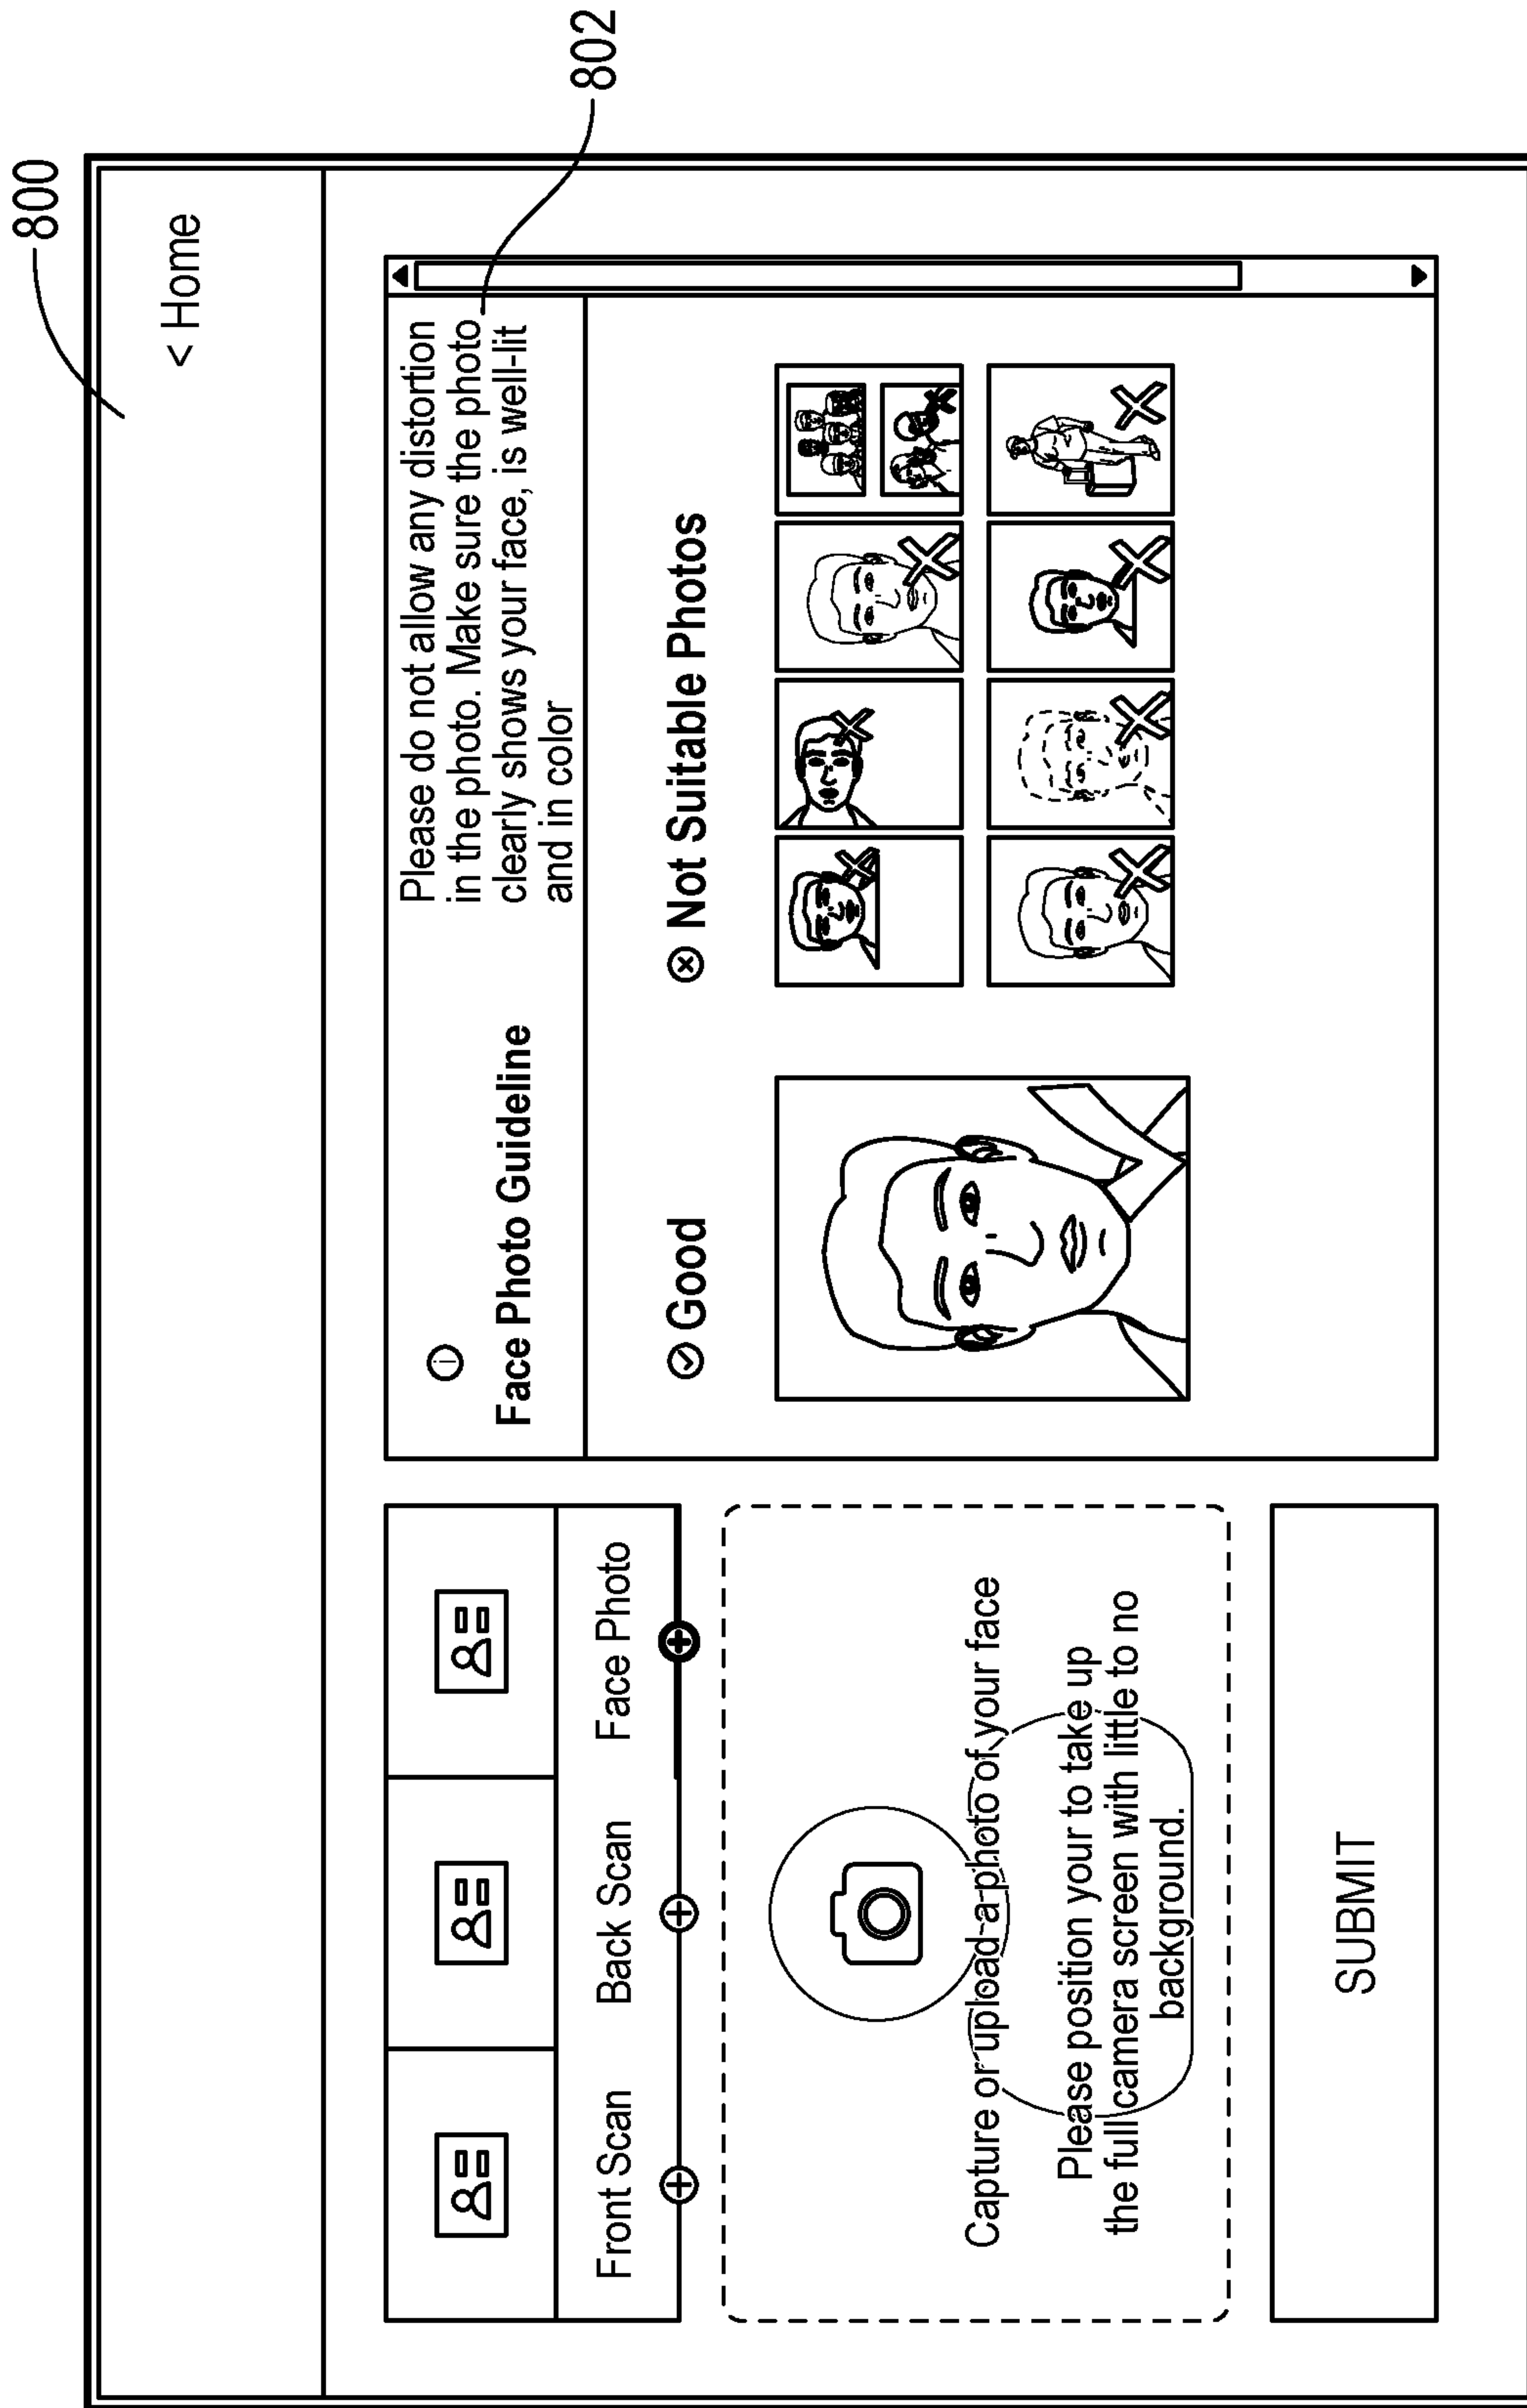 800
< Home
802
Front Scan
Back Scan
Face Photo
Capture or upload a photo of your face
Please position your to take up
the full camera screen with little to no
background.
SUBMIT
Face Photo Guideline
Please do not allow any distortion
in the photo. Make sure the photo
clearly shows your face, is well-lit
and in color
Good
Not Suitable Photos